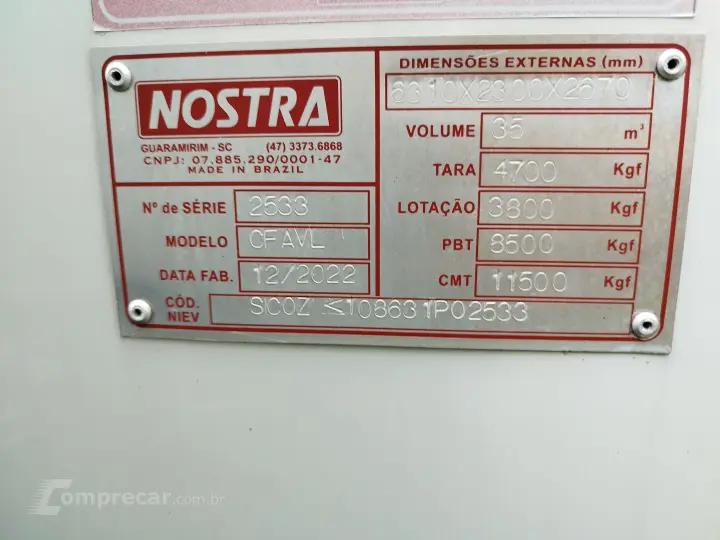 NOSTRA
GUARAMIRIM - SC (47) 3373.6868
CNPJ: 07.885.290/0001-47
MADE IN BRAZIL
Nº de SÉRIE 2533
MODELO CFAVL
DATA FAB. 12/2022
DIMENSÕES EXTERNAS (mm)
6310X2300X2670
VOLUME 35 m³
TARA 4700 Kgf
LOTAÇÃO 3800 Kgf
PBT 8500 Kgf
CMT 11500 Kgf
CÓD. NIEV
Comprecar.com.br